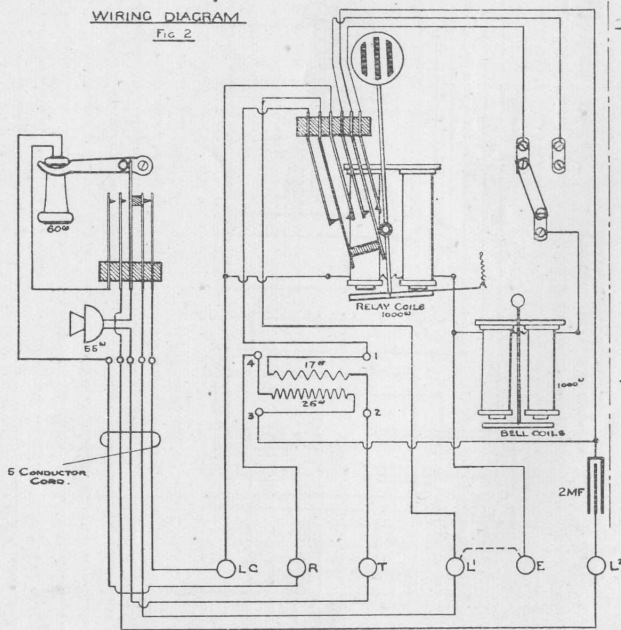 WIRING DIAGRAM
FIG 2
60ω
55ω
RELAY COILS
1000ω
4
1
17ω
26ω
3
2
1000ω
BELL COILS
5 CONDUCTOR
CORD.
2MF
LC
R
T
L'
E
L²